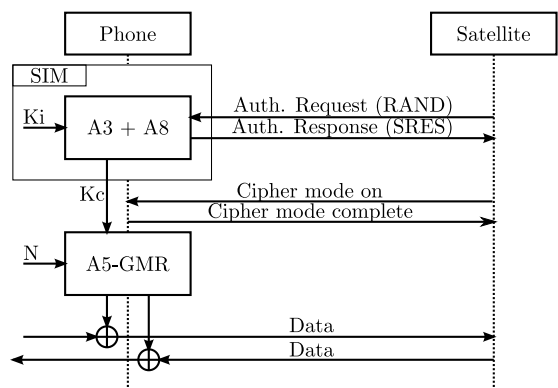 Phone
Satellite
SIM
Ki
A3 + A8
Auth. Request (RAND)
Auth. Response (SRES)
Kc
Cipher mode on
Cipher mode complete
N
A5-GMR
Data
Data